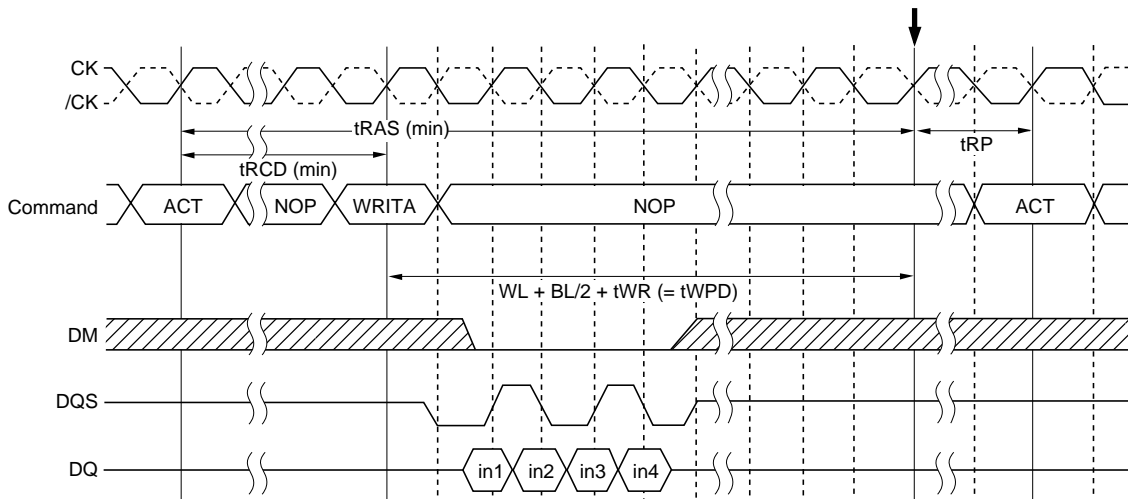 CK
/CK
tRAS (min)
tRP
tRCD (min)
Command
ACT
NOP
WRITA
NOP
ACT
WL + BL/2 + tWR (= tWPD)
DM
DQS
DQ
in1
in2
in3
in4